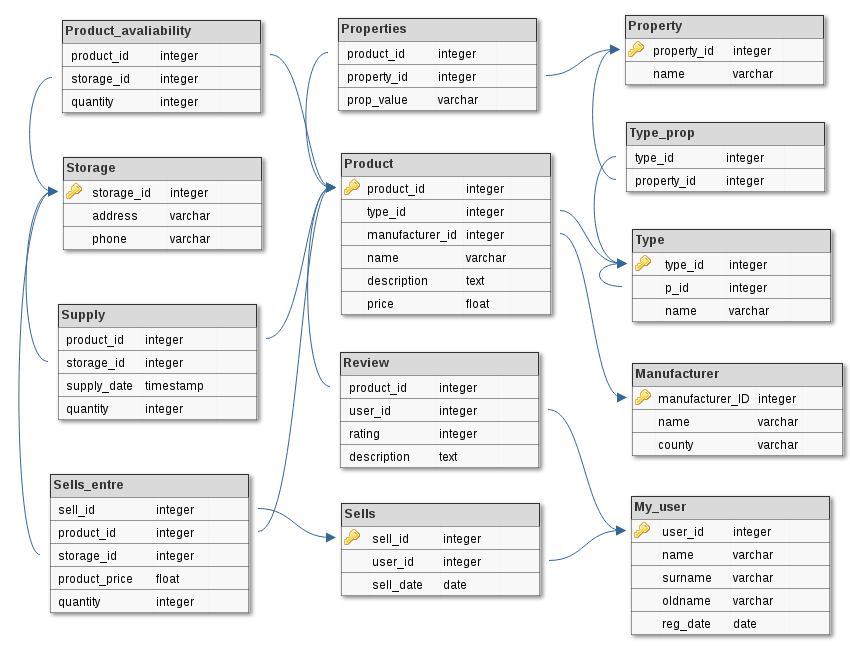 Product_avaliability
product_id integer
storage_id integer
quantity integer
Storage
storage_id integer
address varchar
phone varchar
Supply
product_id integer
storage_id integer
supply_date timestamp
quantity integer
Sells_entre
sell_id integer
product_id integer
storage_id integer
product_price float
quantity integer
Properties
product_id integer
property_id integer
prop_value varchar
Product
product_id integer
type_id integer
manufacturer_id integer
name varchar
description text
price float
Review
product_id integer
user_id integer
rating integer
description text
Sells
sell_id integer
user_id integer
sell_date date
Property
property_id integer
name varchar
Type_prop
type_id integer
property_id integer
Type
type_id integer
p_id integer
name varchar
Manufacturer
manufacturer_ID integer
name varchar
county varchar
My_user
user_id integer
name varchar
surname varchar
oldname varchar
reg_date date